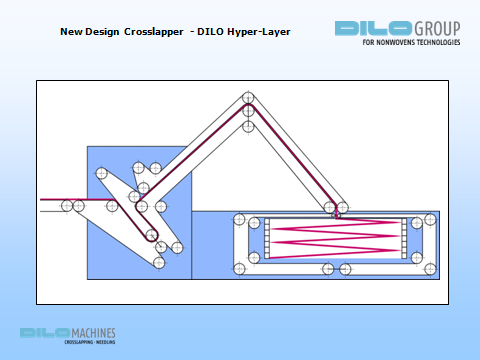 New Design Crosslapper - DILO Hyper-Layer
DILO GROUP
FOR NONWOVENS TECHNOLOGIES
DILO MACHINES
CROSSLAPPING · NEEDLING